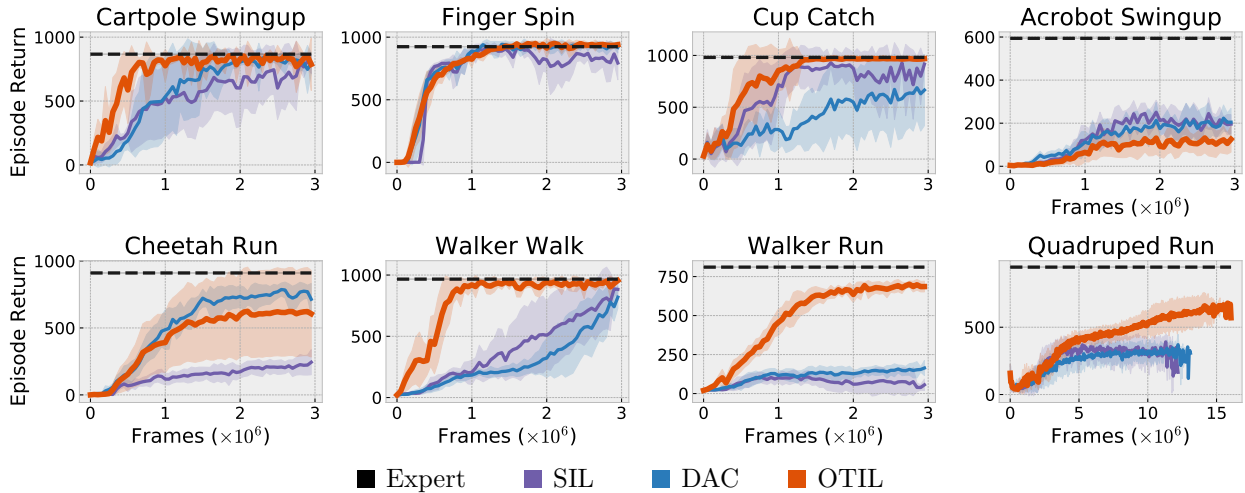 Cartpole Swingup
Finger Spin
Cup Catch
Acrobot Swingup
Episode Return
1000
500
0
0 1 2 3
1000
500
0
0 1 2 3
1000
500
0
0 1 2 3
600
400
200
0
0 1 2 3
Frames (×10⁶)
Cheetah Run
Walker Walk
Walker Run
Quadruped Run
Episode Return
1000
500
0
0 1 2 3
Frames (×10⁶)
1000
500
0
0 1 2 3
Frames (×10⁶)
750
500
250
0
0 1 2 3
Frames (×10⁶)
500
0
0 5 10 15
Frames (×10⁶)
Expert SIL DAC OTIL